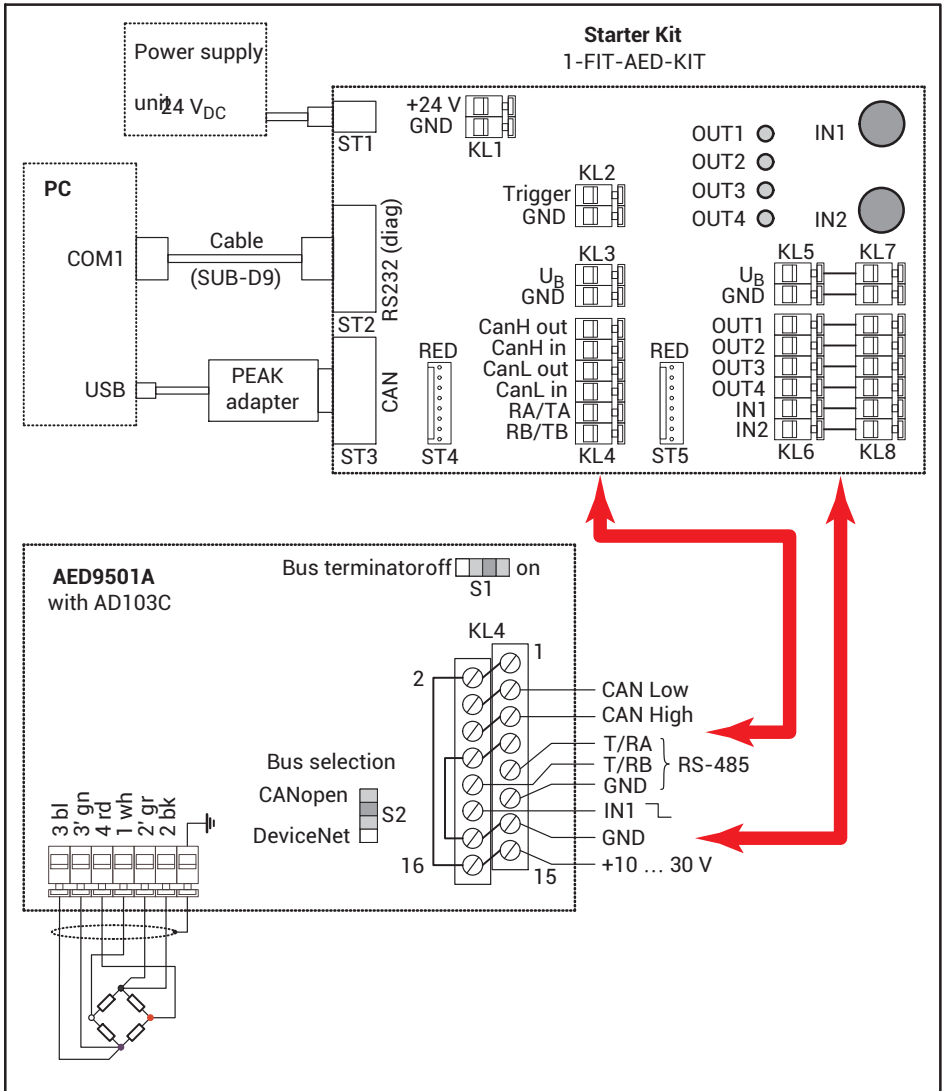 Starter Kit
1-FIT-AED-KIT
Power supply
unit
24 VDC
ST1
+24 V
GND
KL1
OUT1
OUT2
OUT3
OUT4
IN1
IN2
KL2
Trigger
GND
PC
COM1
Cable
(SUB-D9)
RS232 (diag)
ST2
KL3
UB
GND
KL5
KL7
UB
GND
USB
PEAK
adapter
CAN
ST3
RED
ST4
CanH out
CanH in
CanL out
CanL in
RA/TA
RB/TB
KL4
RED
ST5
OUT1
OUT2
OUT3
OUT4
IN1
IN2
KL6
KL8
AED9501A
with AD103C
Bus terminator off on
S1
KL4
1
2
CAN Low
CAN High
T/RA
T/RB
RS-485
GND
IN1
GND
+10 … 30 V
15
16
Bus selection
CANopen
S2
DeviceNet
3 bl
3' gn
4 rd
1 wh
2' gr
2 bk